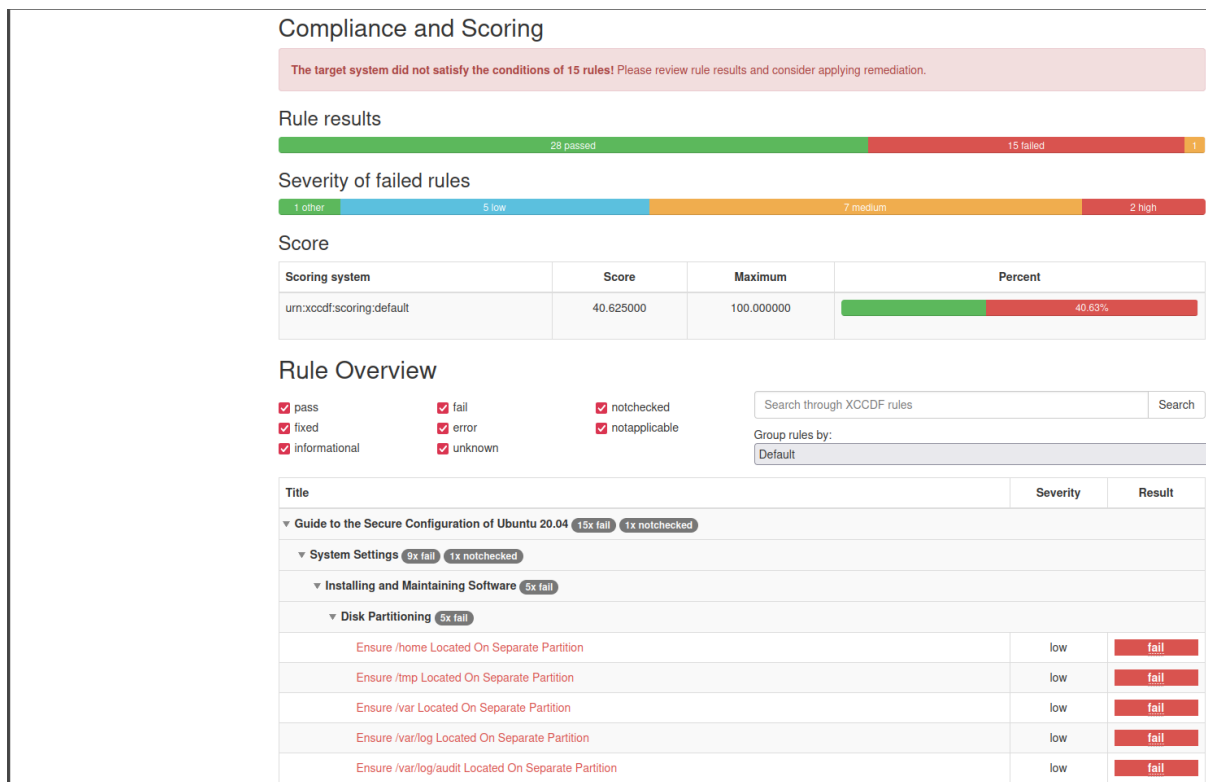 Compliance and Scoring
The target system did not satisfy the conditions of 15 rules! Please review rule results and consider applying remediation.
Rule results
28 passed 15 failed 1
Severity of failed rules
1 other 5 low 7 medium 2 high
Score
Scoring system Score Maximum Percent
urn:xccdf:scoring:default 40.625000 100.000000 40.63%
Rule Overview
pass fail notchecked Search through XCCDF rules Search
fixed error notapplicable
Group rules by:
informational unknown Default
Title Severity Result
Guide to the Secure Configuration of Ubuntu 20.04 15x fail 1x notchecked
System Settings 9x fail 1x notchecked
Installing and Maintaining Software 5x fail
Disk Partitioning 5x fail
Ensure /home Located On Separate Partition low fail
Ensure /tmp Located On Separate Partition low fail
Ensure /var Located On Separate Partition low fail
Ensure /var/log Located On Separate Partition low fail
Ensure /var/log/audit Located On Separate Partition low fail